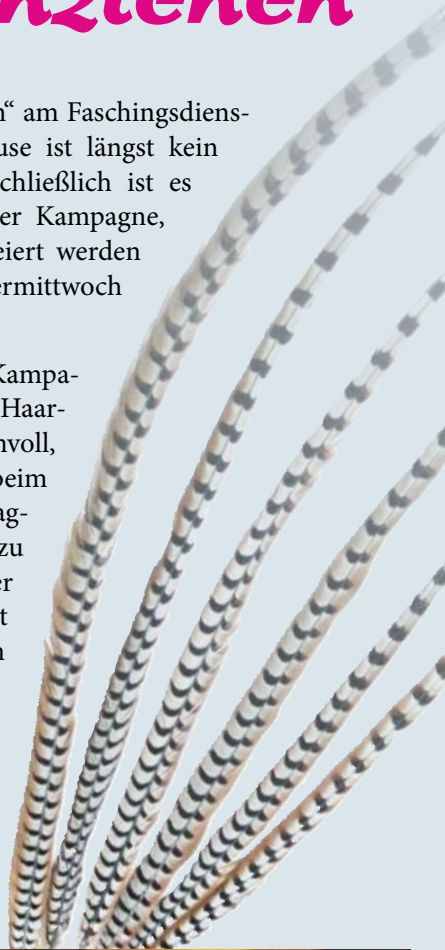 nziehen
n“ am Faschingsdiens-
use ist längst kein
chließlich ist es
er Kampagne,
eiert werden
ermittwoch
Kampa-
Haar-
nvoll,
beim
ag-
zu
er
t
n